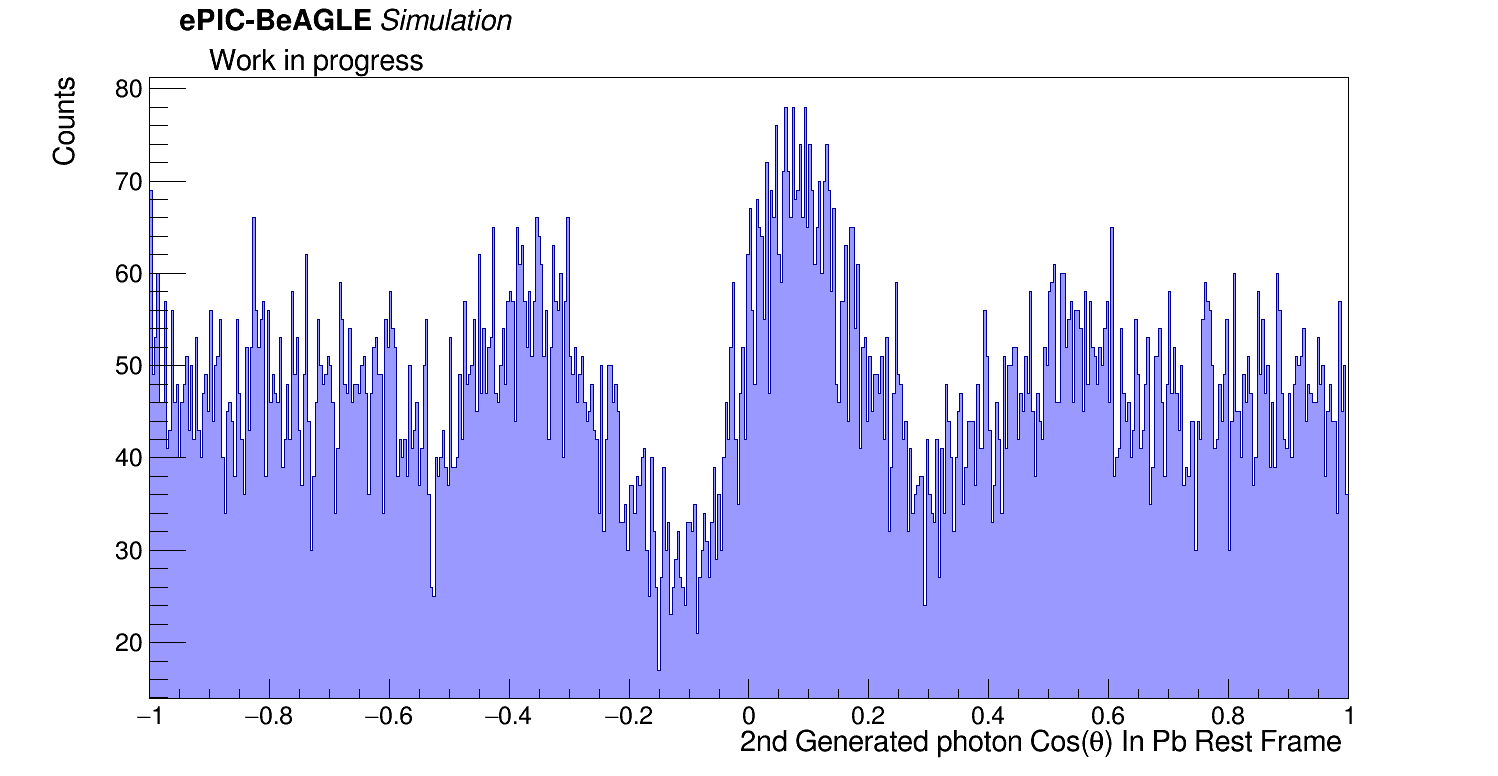 ePIC-BeAGLE Simulation
Work in progress
Counts
80
70
60
50
40
30
20
−1 −0.8 −0.6 −0.4 −0.2 0 0.2 0.4 0.6 0.8 1
2nd Generated photon Cos(θ) In Pb Rest Frame